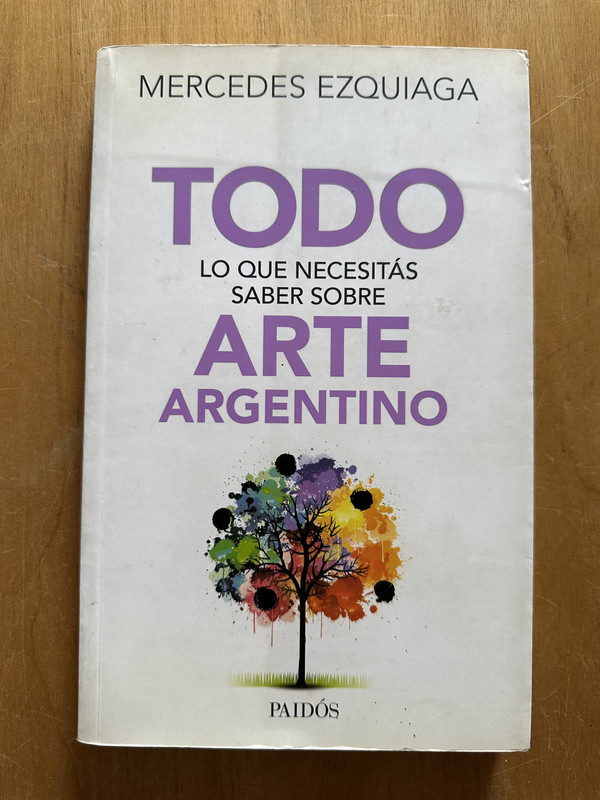 MERCEDES EZQUIAGA
TODO
LO QUE NECESITÁS
SABER SOBRE
ARTE
ARGENTINO
PAIDÓS